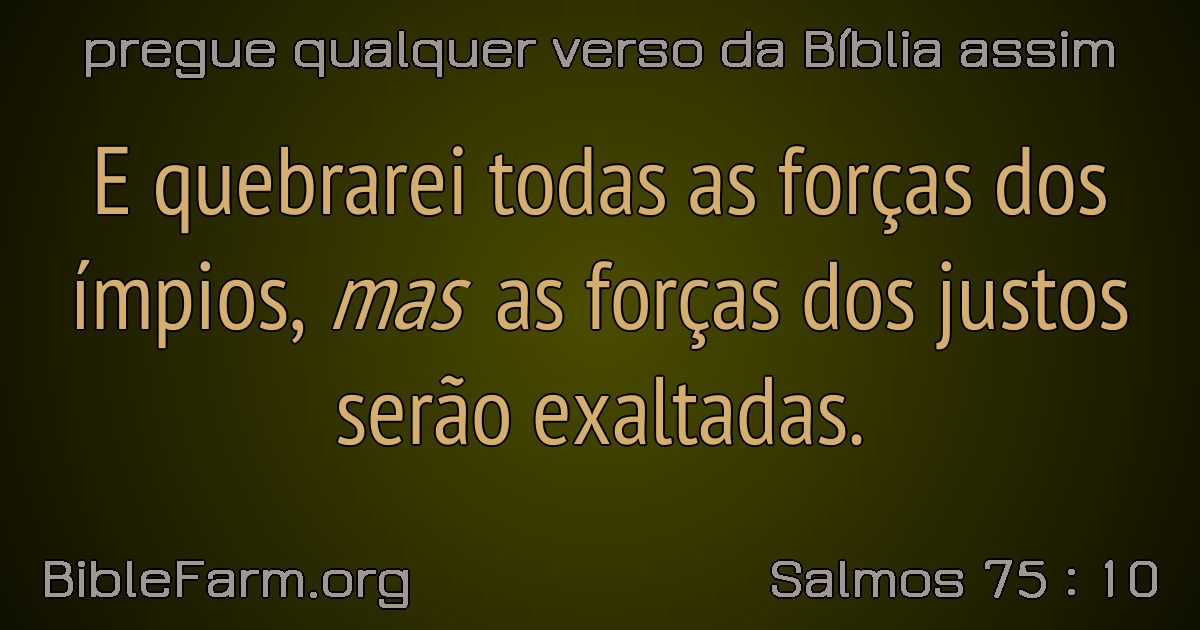 pregue qualquer verso da Bíblia assim
E quebrarei todas as forças dos
ímpios, mas as forças dos justos
serão exaltadas.
BibleFarm.org
Salmos 75 : 10